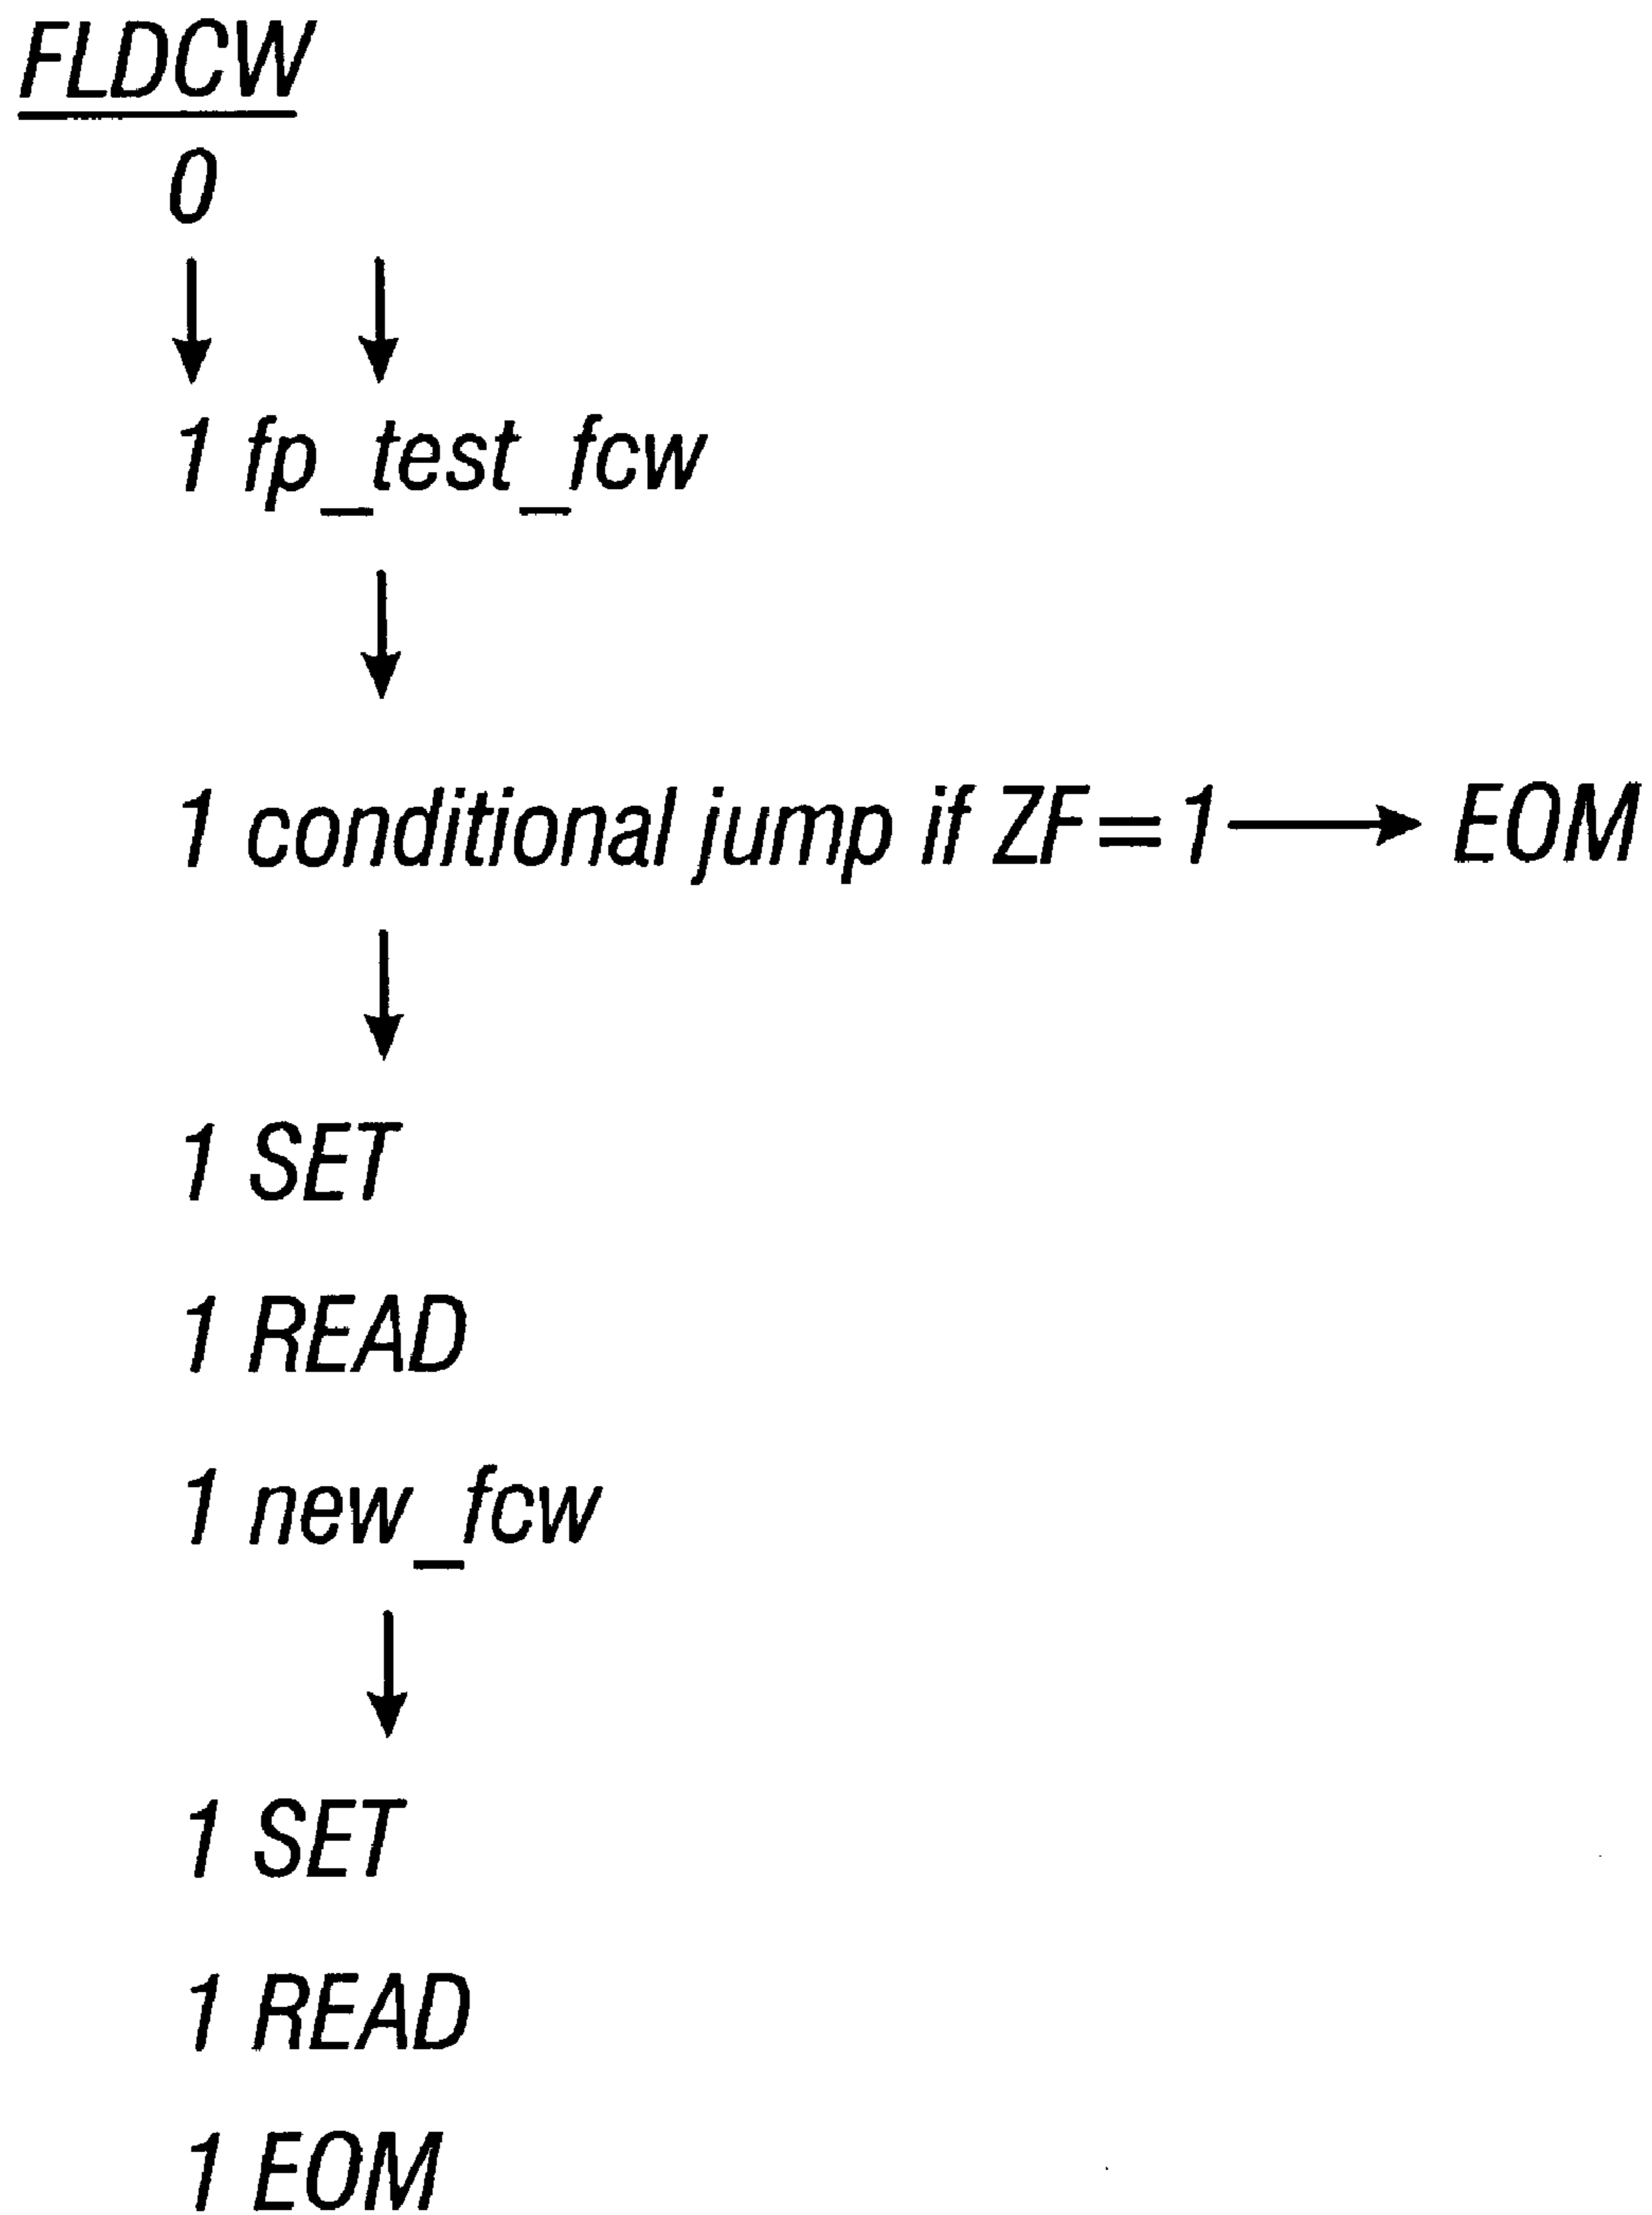 FLDCW
0
1 fp_test_fcw
1 conditional jump if ZF=1 EOM
1 SET
1 READ
1 new_fcw
1 SET
1 READ
1 EOM